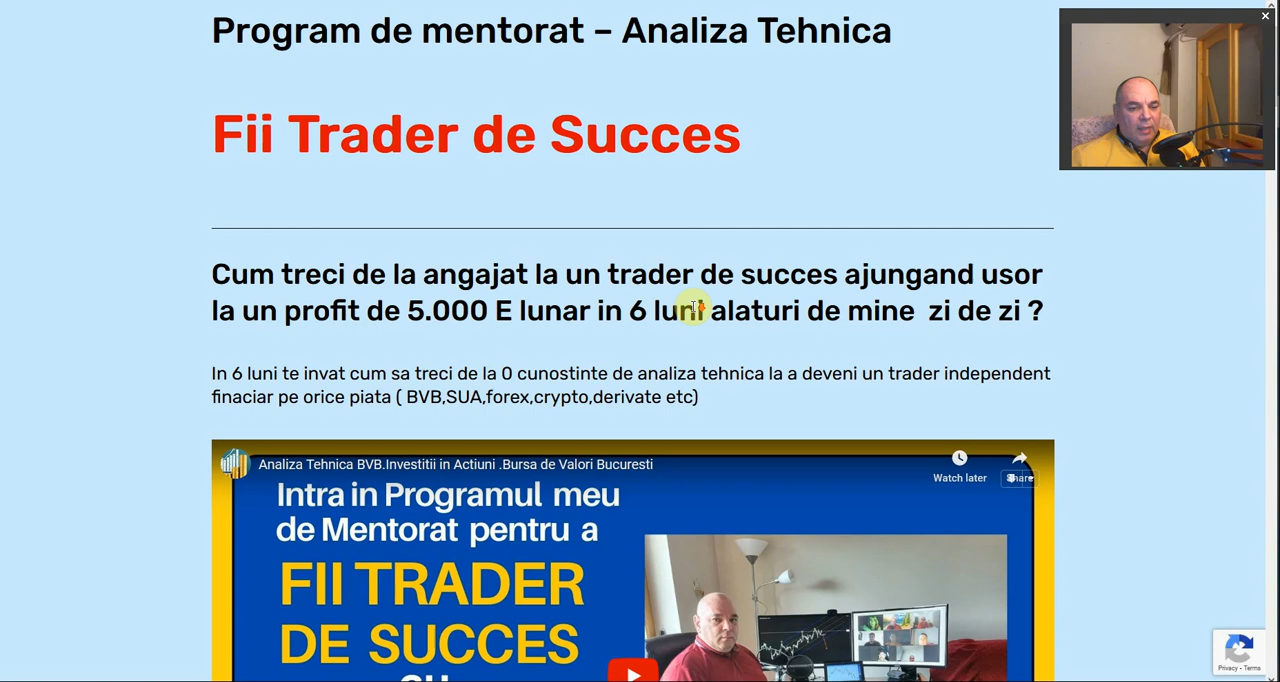 Program de mentorat – Analiza Tehnica
Fii Trader de Succes
Cum treci de la angajat la un trader de succes ajungand usor
la un profit de 5.000 E lunar in 6 luni alaturi de mine zi de zi ?
In 6 luni te invat cum sa treci de la 0 cunostinte de analiza tehnica la a deveni un trader independent
finaciar pe orice piata ( BVB,SUA,forex,crypto,derivate etc)
Analiza Tehnica BVB.Investitii in Actiuni .Bursa de Valori Bucuresti
Watch later
Share
Intra in Programul meu
de Mentorat pentru a
FII TRADER
DE SUCCES
Privacy - Terms